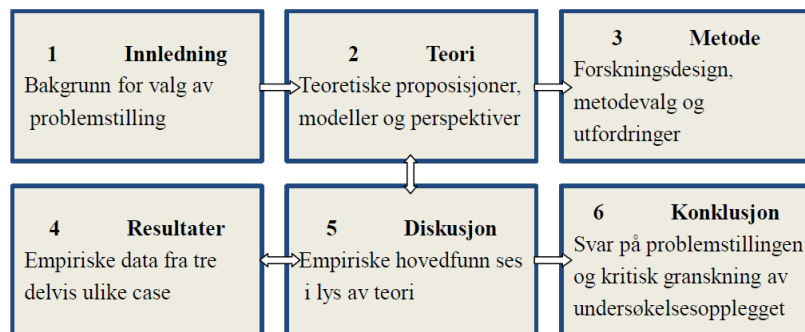 1 Innledning
Bakgrunn for valg av
problemstilling
2 Teori
Teoretiske proposisjoner,
modeller og perspektiver
3 Metode
Forskningsdesign,
metodevalg og
utfordringer
4 Resultater
Empiriske data fra tre
delvis ulike case
5 Diskusjon
Empiriske hovedfunn ses
i lys av teori
6 Konklusjon
Svar på problemstillingen
og kritisk granskning av
undersøkelsesopplegget